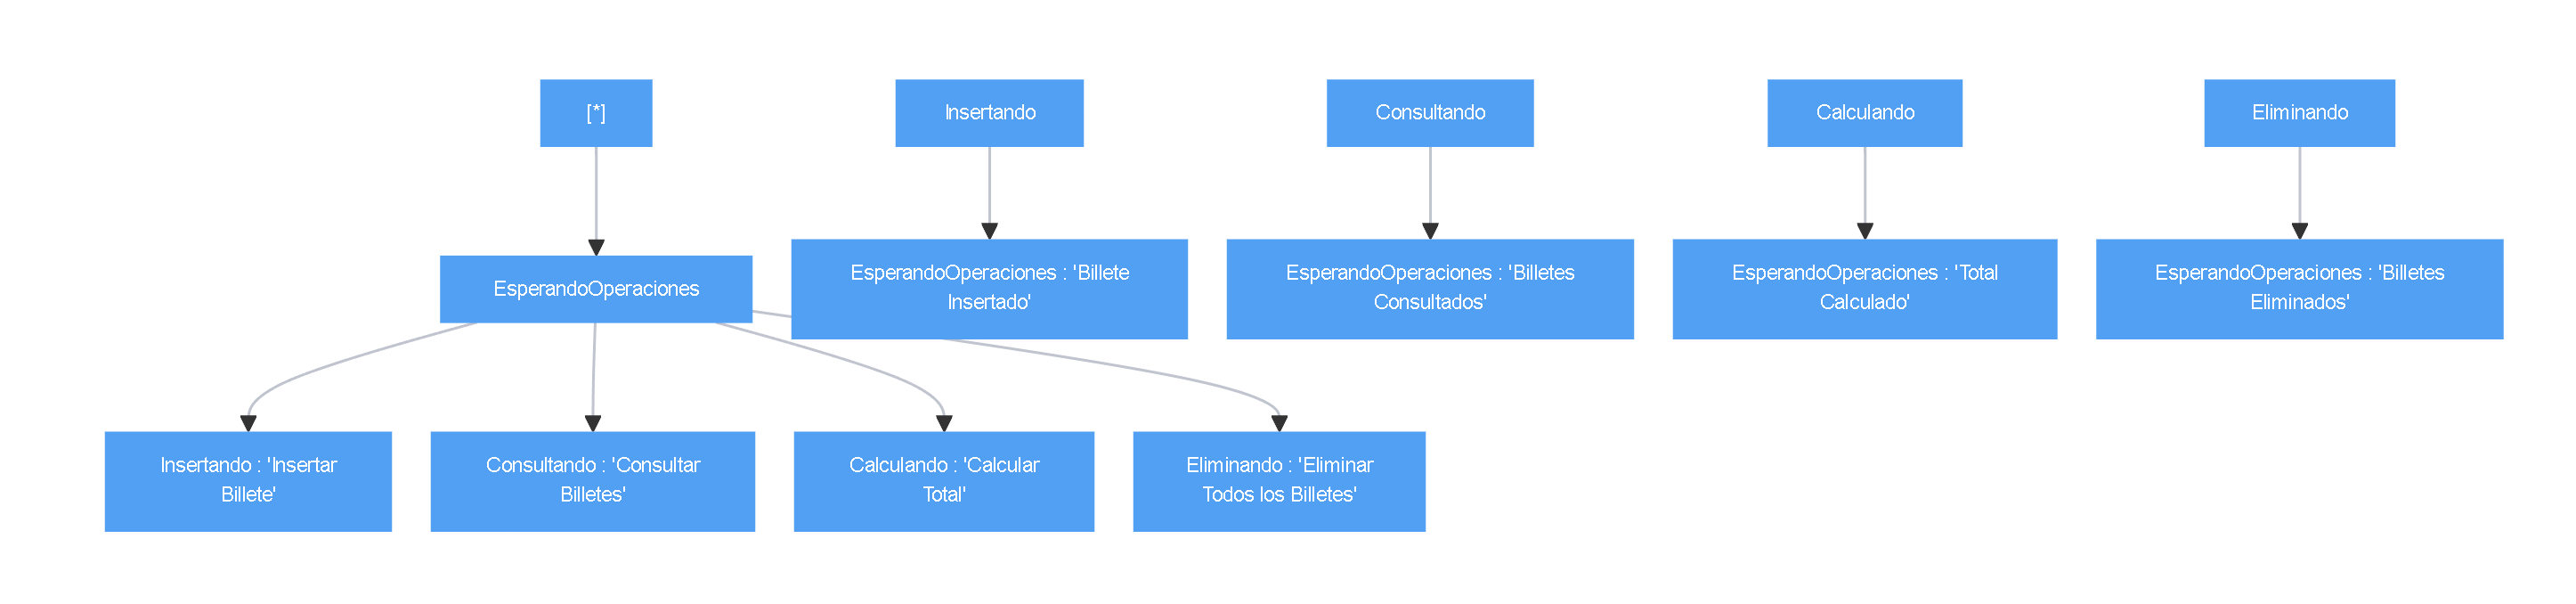 [*]
Insertando
Consultando
Calculando
Eliminando
EsperandoOperaciones
EsperandoOperaciones : 'Billete
Insertado'
EsperandoOperaciones : 'Billetes
Consultados'
EsperandoOperaciones : 'Total
Calculado'
EsperandoOperaciones : 'Billetes
Eliminados'
Insertando : 'Insertar
Billete'
Consultando : 'Consultar
Billetes'
Calculando : 'Calcular
Total'
Eliminando : 'Eliminar
Todos los Billetes'